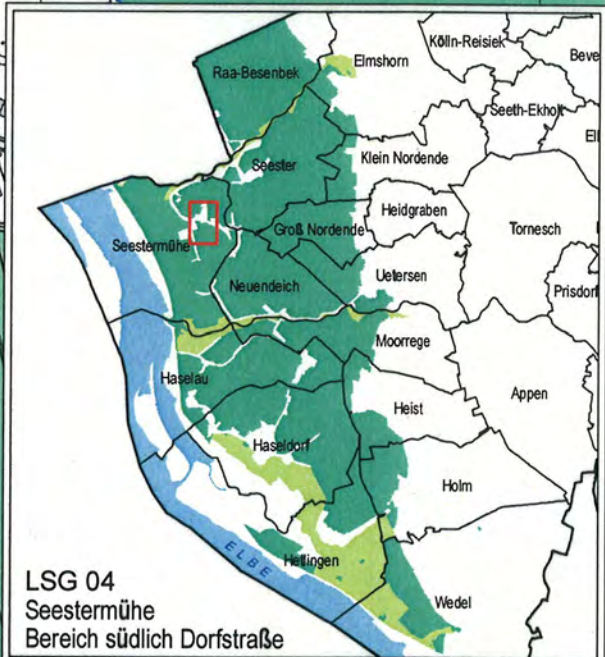 Kölln-Reisiek
Elmshorn
Beve
Raa-Besenbek
Seeth-Ekholt
Ell
Seester
Klein Nordende
Heidgraben
Tornesch
Seestermühe
Groß Nordende
Uetersen
Neuendeich
Prisdorf
Moorrege
Haselau
Appen
Heist
Haseldorf
Holm
ELBE
Hetlingen
Wedel
LSG 04
Seestermühe
Bereich südlich Dorfstraße